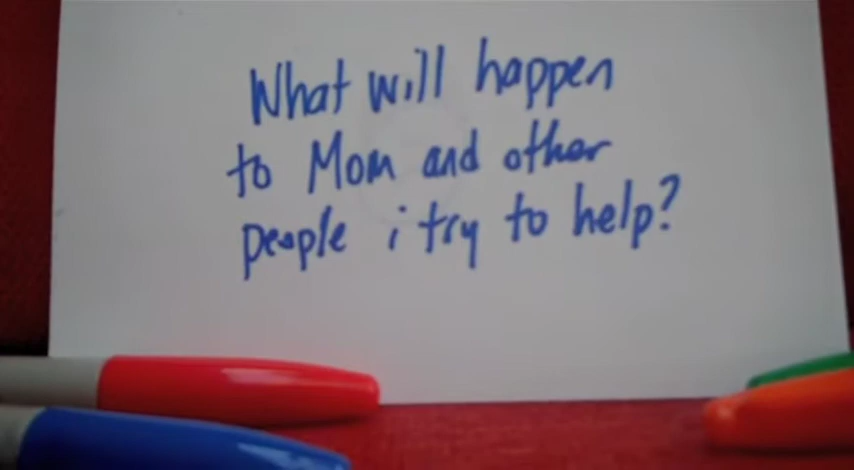 What will happen
to Mom and other
people i try to help?